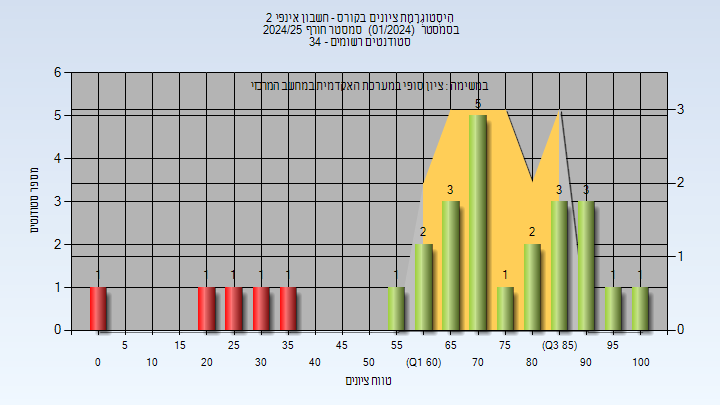 היסטוגרמת ציונים בקורס - חשבון אינפי 2
בסמסטר (01/2024) סמסטר חורף 2024/25
סטודנטים רשומים - 34
במשימה : ציון סופי במערכת האקדמית במחשב המרכזי
6
5
4
3
2
1
0
3
2
1
0
מספר סטודנטים
1 1 1 1 1 1 2 3 5 1 2 3 3 1 1
5 15 25 35 45 55 65 75 (Q3 85) 95
0 10 20 30 40 50 (Q1 60) 70 80 90 100
טווח ציונים